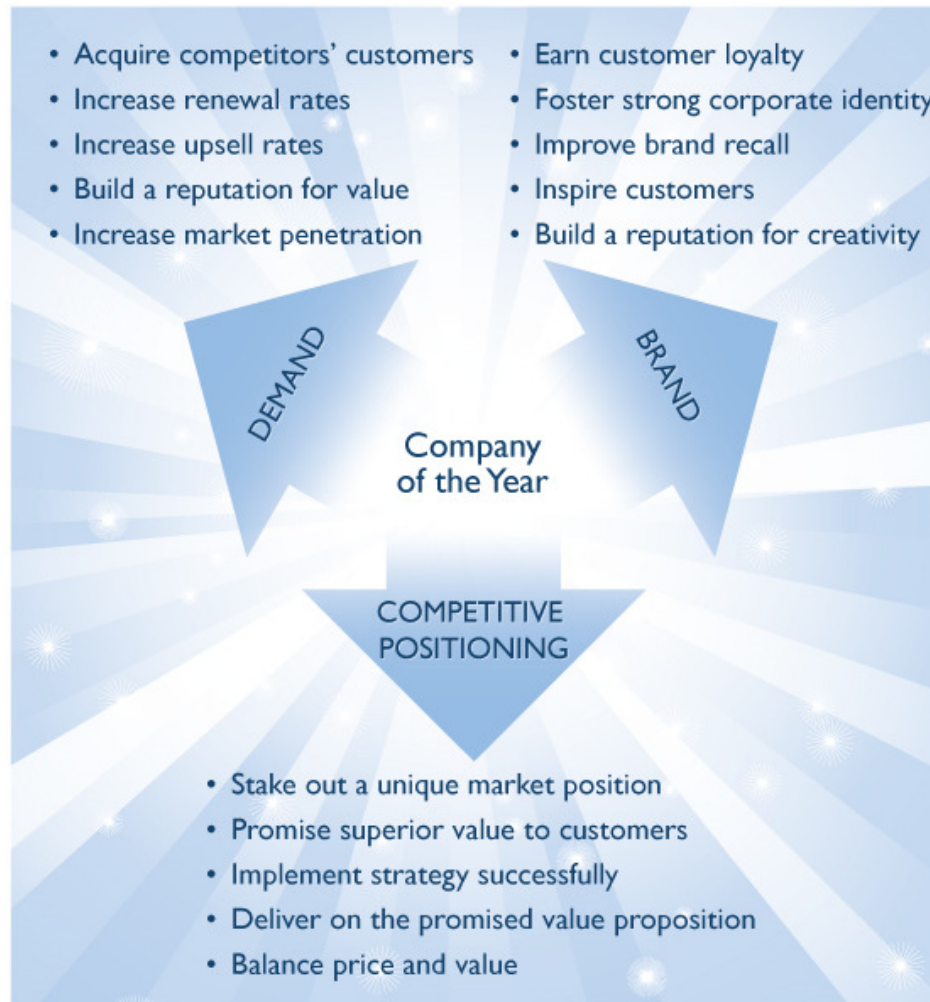 • Acquire competitors’ customers
• Increase renewal rates
• Increase upsell rates
• Build a reputation for value
• Increase market penetration
• Earn customer loyalty
• Foster strong corporate identity
• Improve brand recall
• Inspire customers
• Build a reputation for creativity
DEMAND
BRAND
Company
of the Year
COMPETITIVE
POSITIONING
• Stake out a unique market position
• Promise superior value to customers
• Implement strategy successfully
• Deliver on the promised value proposition
• Balance price and value